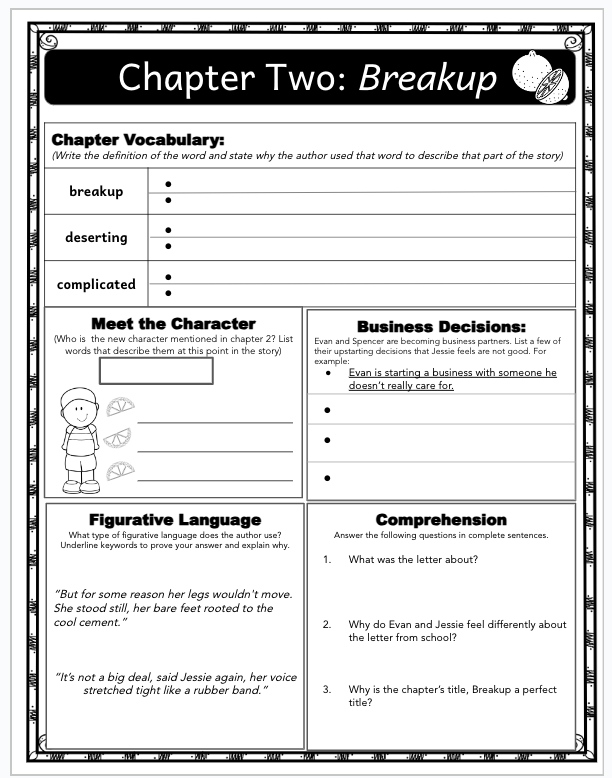 Chapter Two: Breakup
Chapter Vocabulary:
(Write the definition of the word and state why the author used that word to describe that part of the story)
breakup
deserting
complicated
Meet the Character
(Who is the new character mentioned in chapter 2? List
words that describe them at this point in the story)
Business Decisions:
Evan and Spencer are becoming business partners. List a few of
their upstarting decisions that Jessie feels are not good. For
example:
• Evan is starting a business with someone he
doesn't really care for.
Figurative Language
What type of figurative language does the author use?
Underline keywords to prove your answer and explain why.
"But for some reason her legs wouldn't move.
She stood still, her bare feet rooted to the
cool cement."
"It's not a big deal, said Jessie again, her voice
stretched tight like a rubber band."
Comprehension
Answer the following questions in complete sentences.
1. What was the letter about?
2. Why do Evan and Jessie feel differently about
the letter from school?
3. Why is the chapter's title, Breakup a perfect
title?